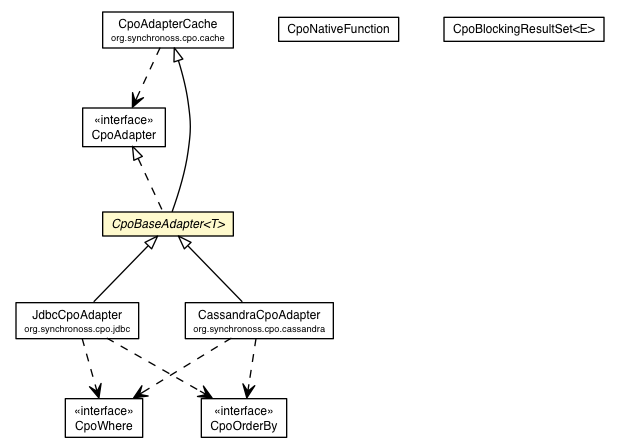 CpoAdapterCache
org.synchronoss.cpo.cache
CpoNativeFunction
CpoBlockingResultSet<E>
«interface»
CpoAdapter
CpoBaseAdapter<T>
JdbcCpoAdapter
org.synchronoss.cpo.jdbc
CassandraCpoAdapter
org.synchronoss.cpo.cassandra
«interface»
CpoWhere
«interface»
CpoOrderBy